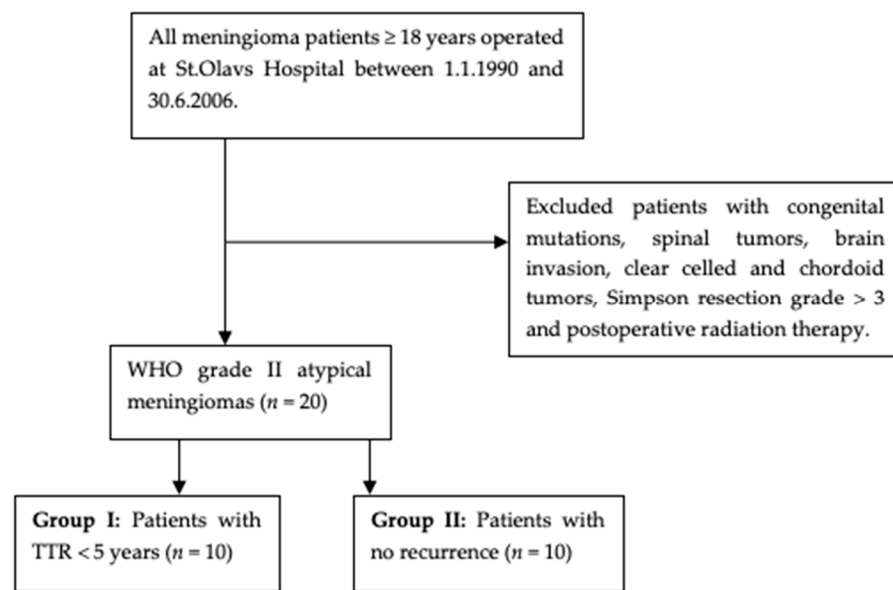 All meningioma patients ≥ 18 years operated
at St.Olavs Hospital between 1.1.1990 and
30.6.2006.
Excluded patients with congenital
mutations, spinal tumors, brain
invasion, clear celled and chordoid
tumors, Simpson resection grade > 3
and postoperative radiation therapy.
WHO grade II atypical
meningiomas (n = 20)
Group I: Patients with
TTR < 5 years (n = 10)
Group II: Patients with
no recurrence (n = 10)